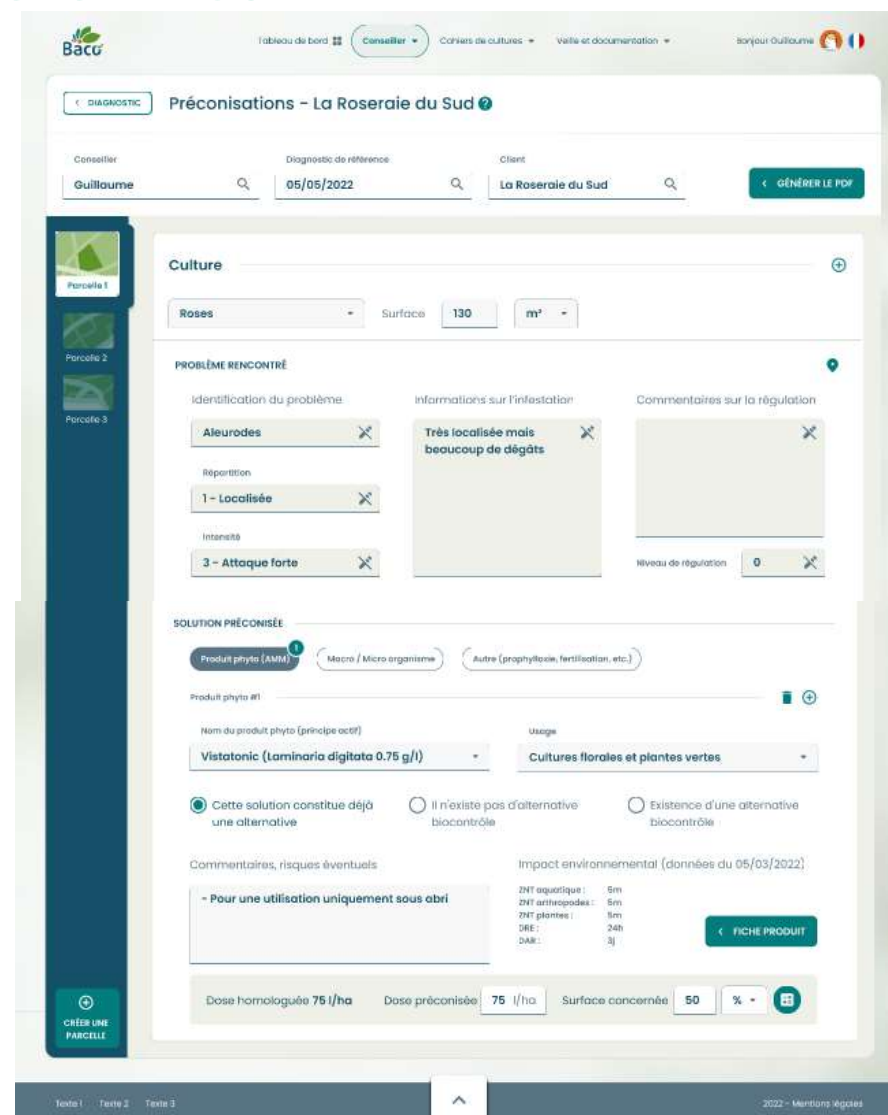 Baco
Tableau de bord Conseiller Cahiers de cultures Veille et documentation Bonjour Guillaume
< DIAGNOSTIC Préconisations - La Roseraie du Sud ?
Conseiller Diagnostic de référence Client
Guillaume 05/05/2022 La Roseraie du Sud < GÉNÉRER LE PDF
Parcelle 1
Parcelle 2
Parcelle 3
Culture
Roses Surface 130 m²
PROBLÈME RENCONTRÉ
Identification du problème Informations sur l'infestation Commentaires sur la régulation
Aleurodes Très localisée mais
beaucoup de dégâts
Répartition
1 - Localisée
Intensité
3 - Attaque forte Niveau de régulation 0
SOLUTION PRÉCONISÉE
Produit phyto (AMM) 1 Macro / Micro organisme Autre (prophylaxie, fertilisation, etc.)
Produit phyto #1
Nom du produit phyto (principe actif) Usage
Vistatonic (Laminaria digitata 0.75 g/l) Cultures florales et plantes vertes
Cette solution constitue déjà Il n'existe pas d'alternative Existence d'une alternative
une alternative biocontrôle biocontrôle
Commentaires, risques éventuels Impact environnemental (données du 05/03/2022)
- Pour une utilisation uniquement sous abri
ZNT aquatique : 5m
ZNT arthropodes : 5m
ZNT plantes : 5m
DRE : 24h
DAR : 3j
< FICHE PRODUIT
Dose homologuée 75 l/ha Dose préconisée 75 l/ha Surface concernée 50 %
CRÉER UNE
PARCELLE
Texte 1 Texte 2 Texte 3 2022 - Mentions légales